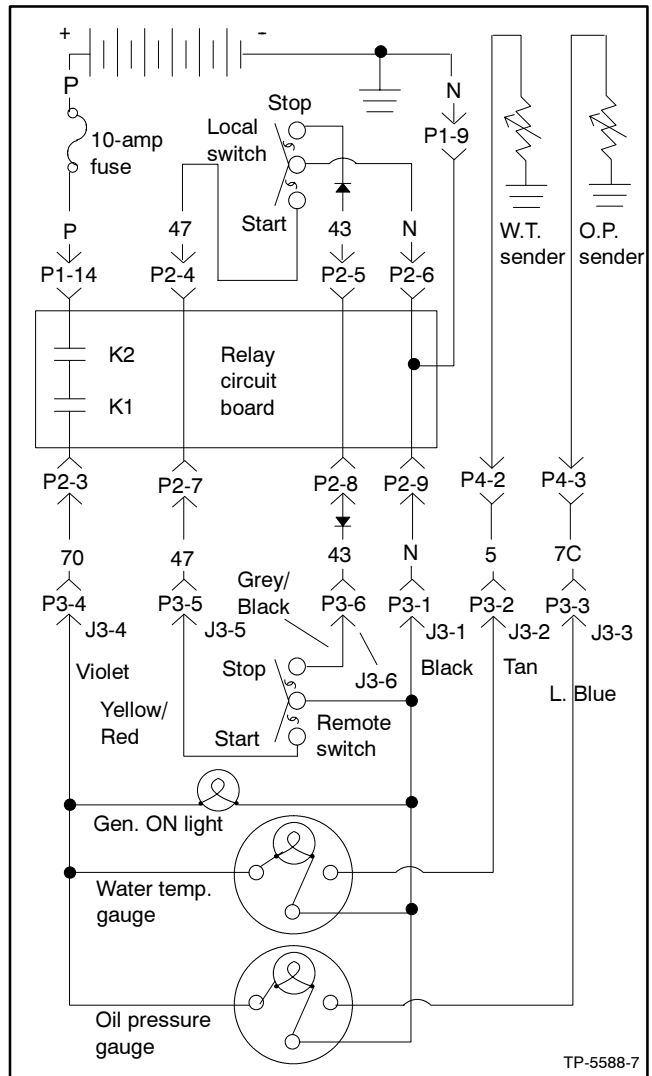 +
-
P
N
10-amp
fuse
Local
switch
Stop
Start
P1-9
P
47
43
N
W.T.
sender
O.P.
sender
P1-14
P2-4
P2-5
P2-6
K2
K1
Relay
circuit
board
P2-3
P2-7
P2-8
P2-9
P4-2
P4-3
70
47
43
N
5
7C
Grey/
Black
P3-4
P3-5
P3-6
P3-1
P3-2
P3-3
J3-4
J3-5
J3-6
J3-1
J3-2
J3-3
Violet
Yellow/
Red
Stop
Start
Remote
switch
Black
Tan
L. Blue
Gen. ON light
Water temp.
gauge
Oil pressure
gauge
TP-5588-7